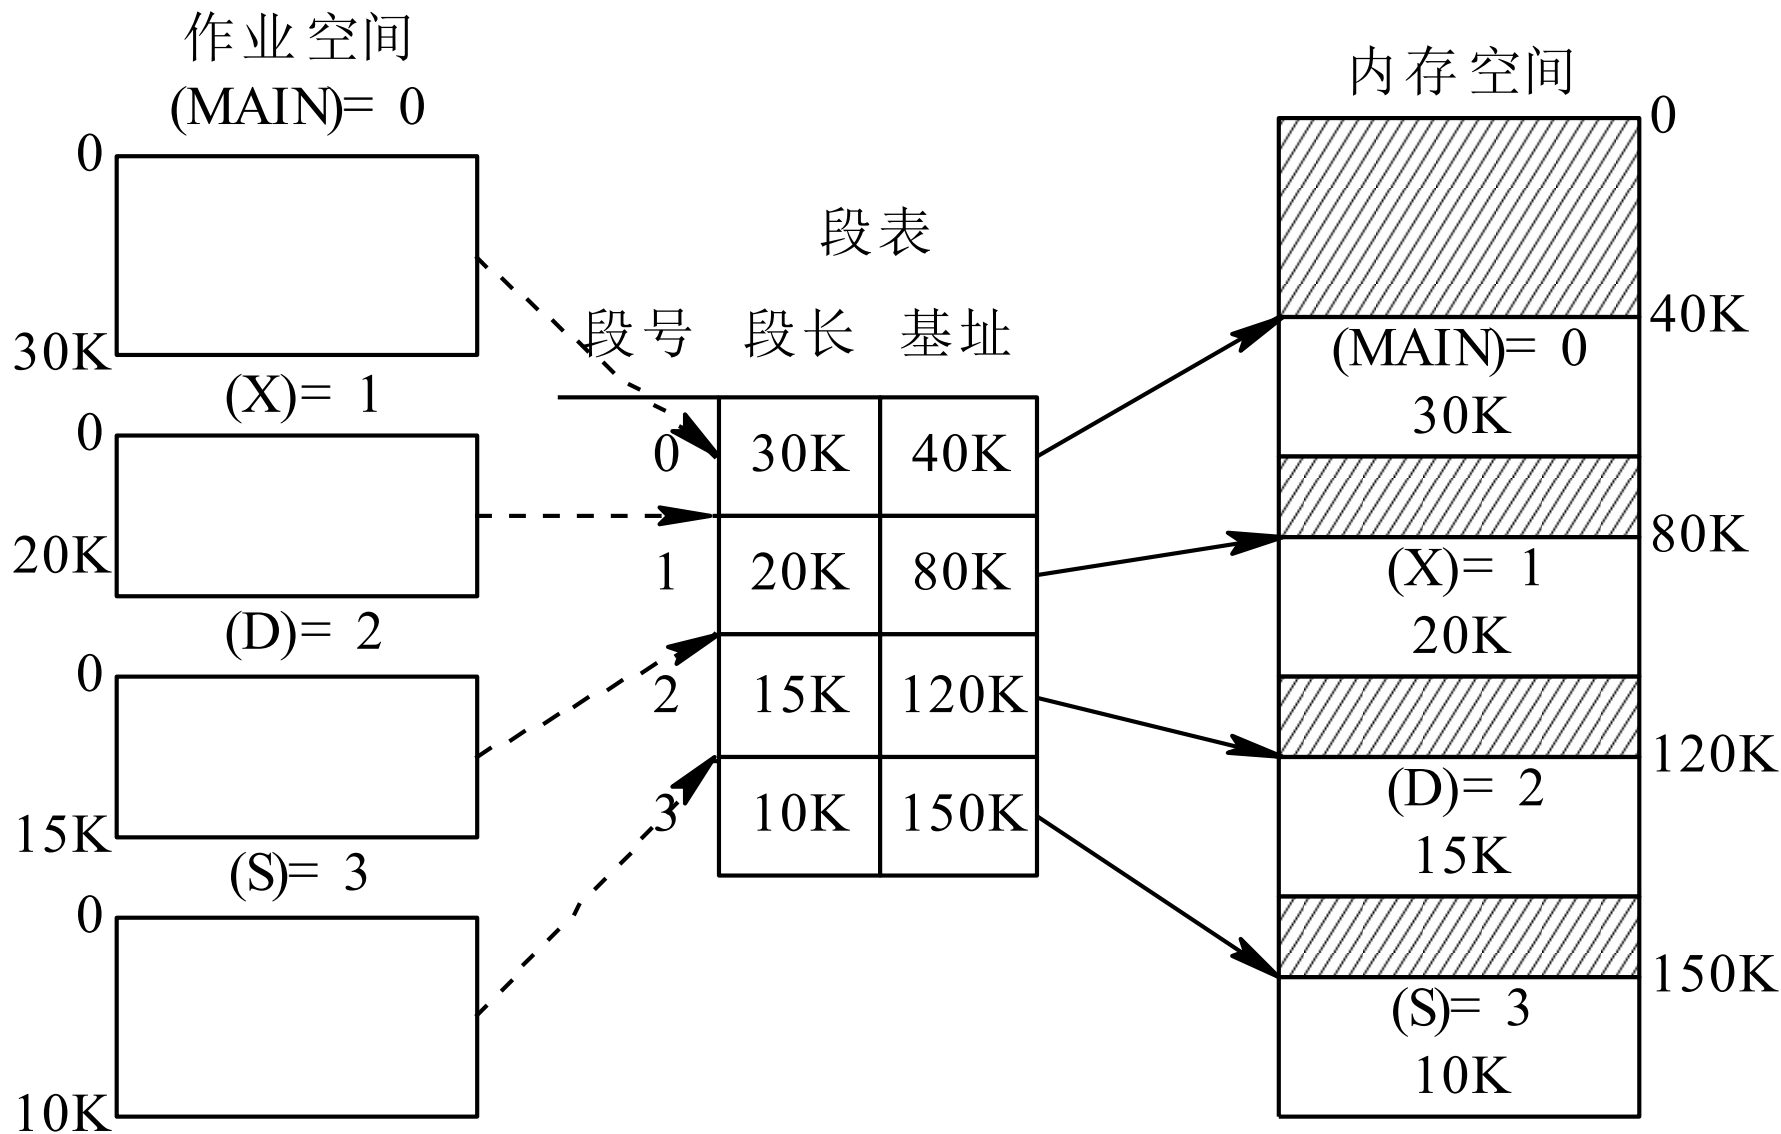 作业空间
(MAIN)= 0
0
30K
(X)= 1
0
20K
(D)= 2
0
15K
(S)= 3
0
10K
段表
段号 段长 基址
0 30K 40K
1 20K 80K
2 15K 120K
3 10K 150K
内存空间
0
40K
(MAIN)= 0
30K
80K
(X)= 1
20K
120K
(D)= 2
15K
150K
(S)= 3
10K